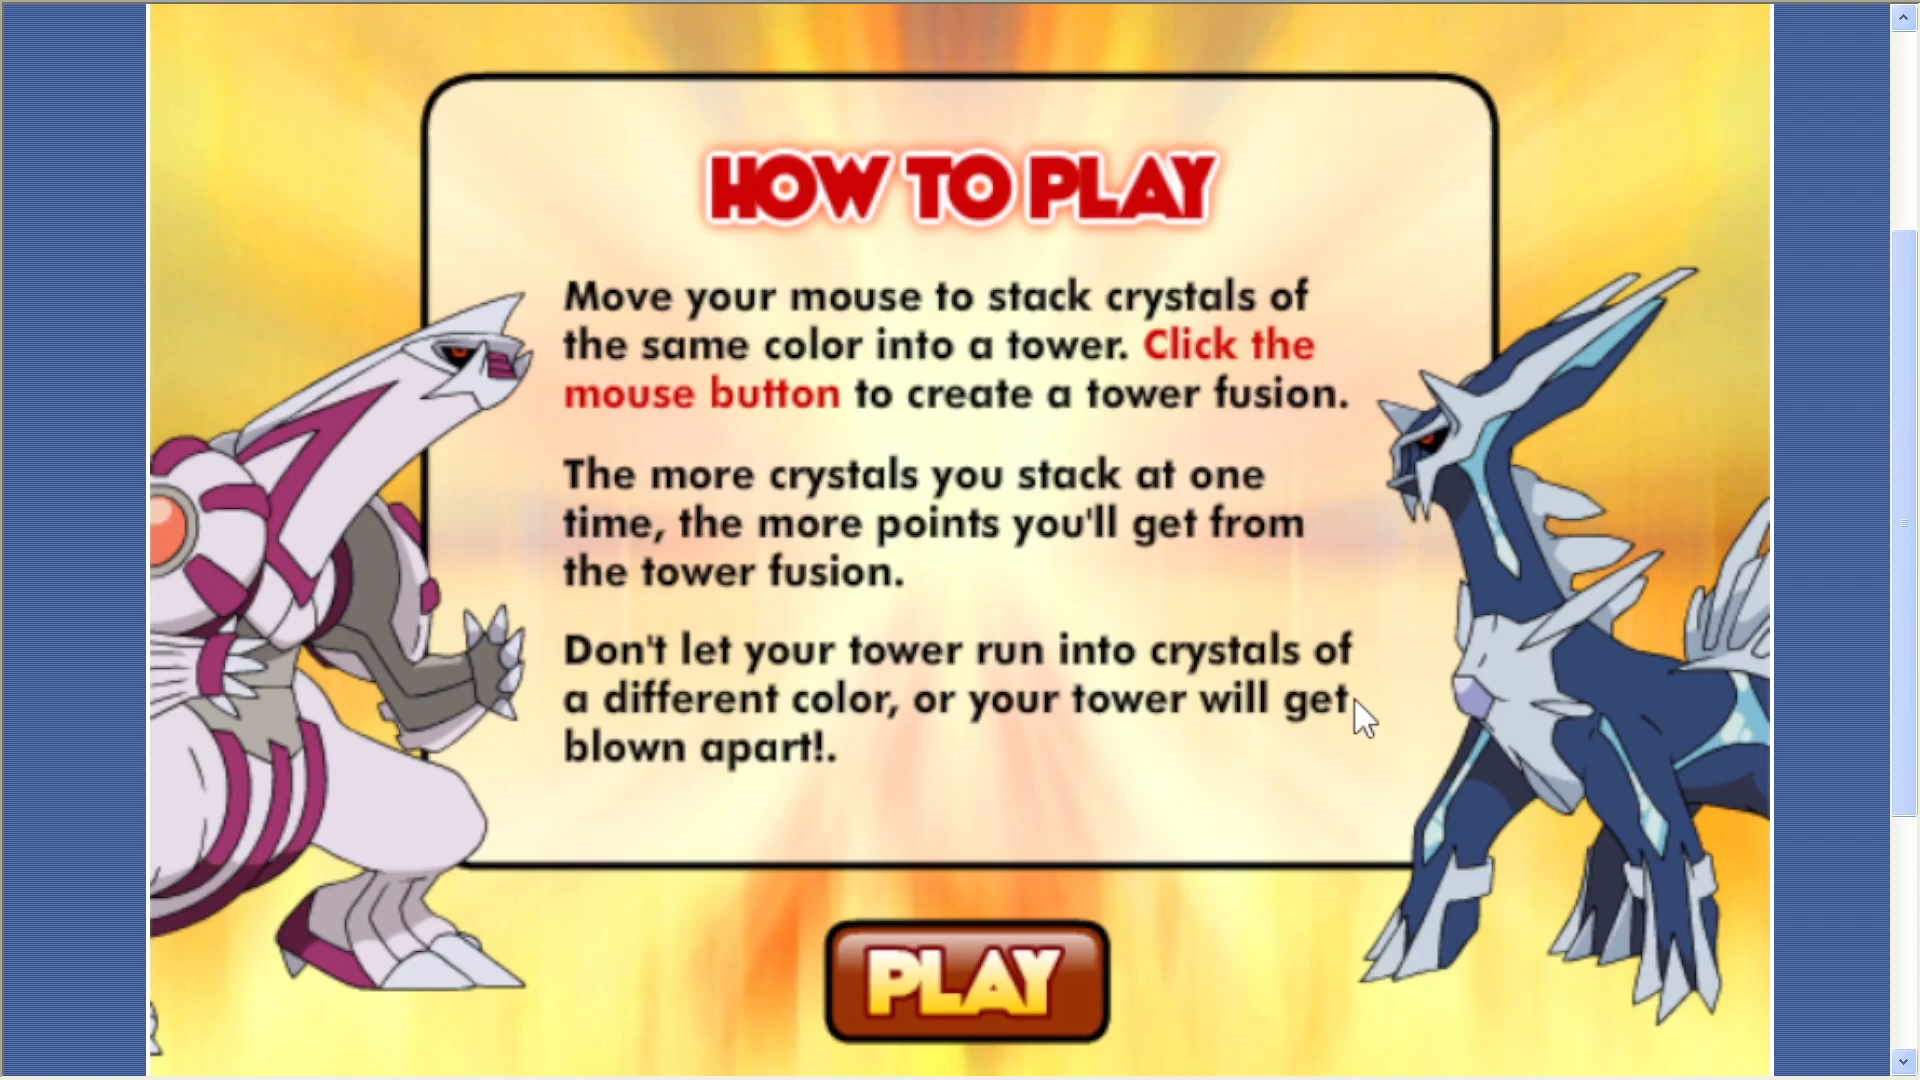 HOW TO PLAY
Move your mouse to stack crystals of
the same color into a tower. Click the
mouse button to create a tower fusion.
The more crystals you stack at one
time, the more points you'll get from
the tower fusion.
Don't let your tower run into crystals of
a different color, or your tower will get
blown apart!.
PLAY